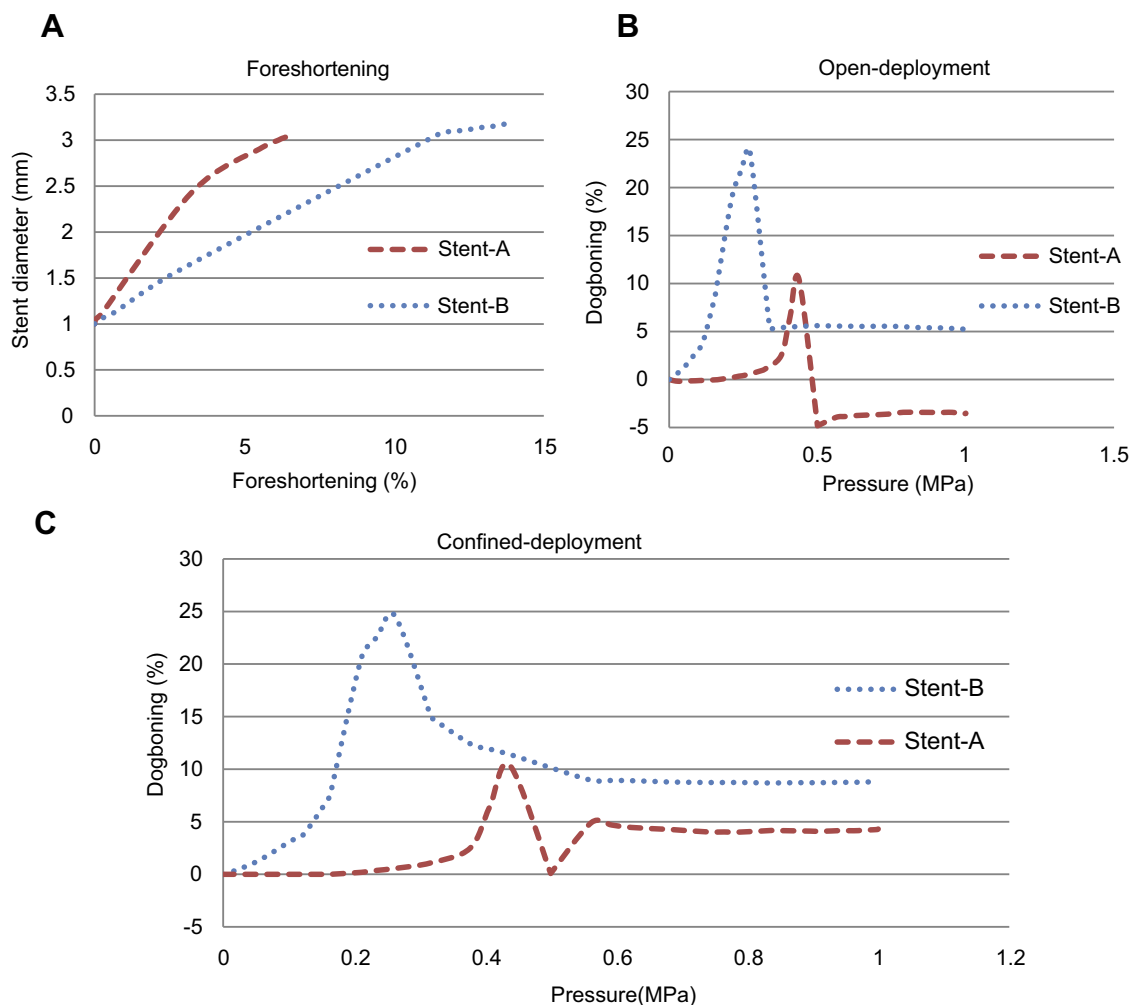 A
Foreshortening
Stent diameter (mm)
3.5
3
2.5
2
1.5
1
0.5
0
0 5 10 15
Foreshortening (%)
Stent-A
Stent-B
B
Open-deployment
Dogboning (%)
30
25
20
15
10
5
0
-5
0 0.5 1 1.5
Pressure (MPa)
Stent-A
Stent-B
C
Confined-deployment
Dogboning (%)
30
25
20
15
10
5
0
-5
0 0.2 0.4 0.6 0.8 1 1.2
Pressure(MPa)
Stent-B
Stent-A